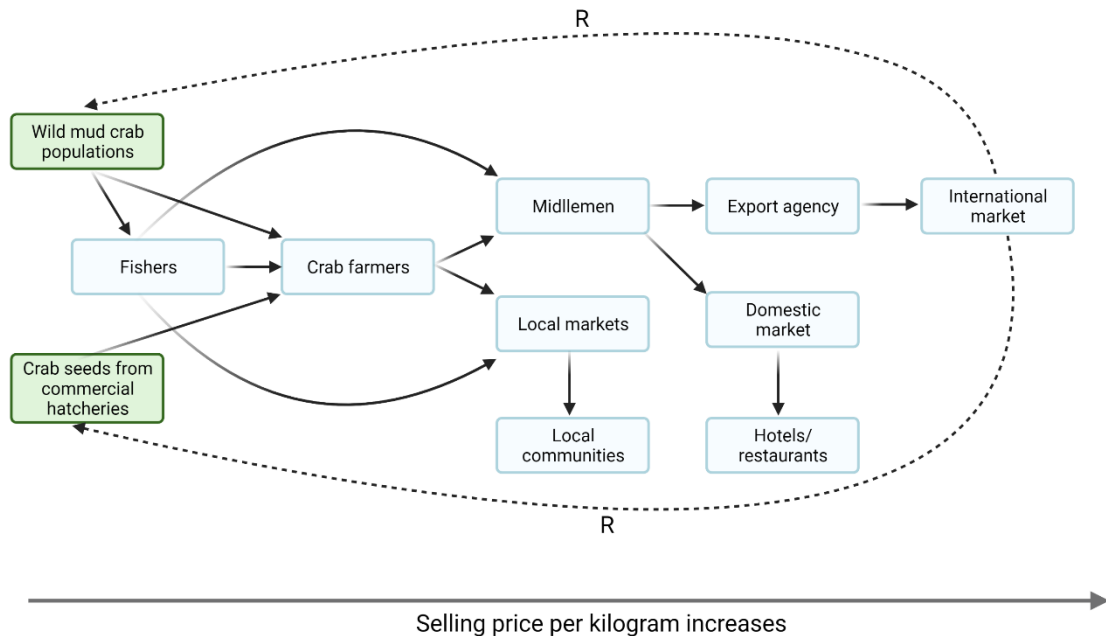 R
Wild mud crab
populations
Midllemen
Export agency
International
market
Fishers
Crab farmers
Local markets
Domestic
market
Crab seeds from
commercial
hatcheries
Local
communities
Hotels/
restaurants
R
Selling price per kilogram increases